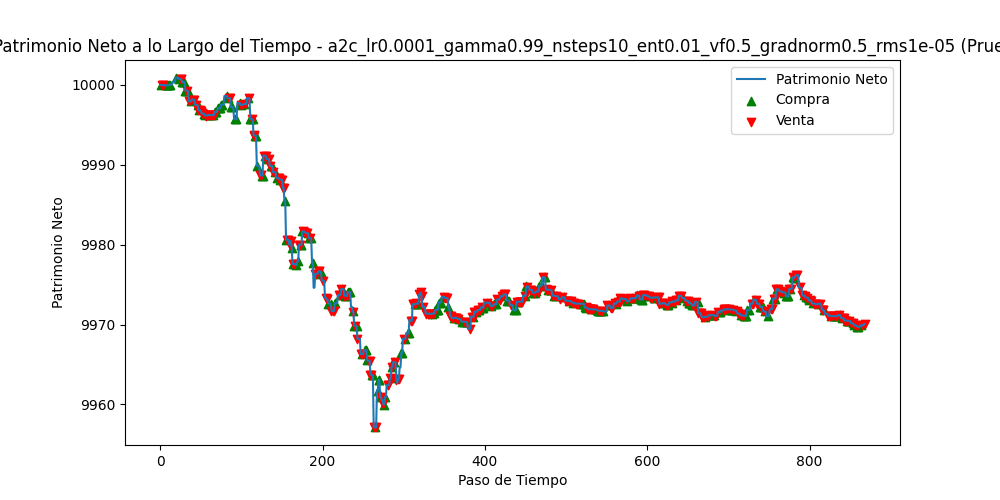 Patrimonio Neto a lo Largo del Tiempo - a2c_lr0.0001_gamma0.99_nsteps10_ent0.01_vf0.5_gradnorm0.5_rms1e-05 (Prue
Patrimonio Neto
Compra
Venta
10000
9990
9980
9970
9960
Patrimonio Neto
0 200 400 600 800
Paso de Tiempo